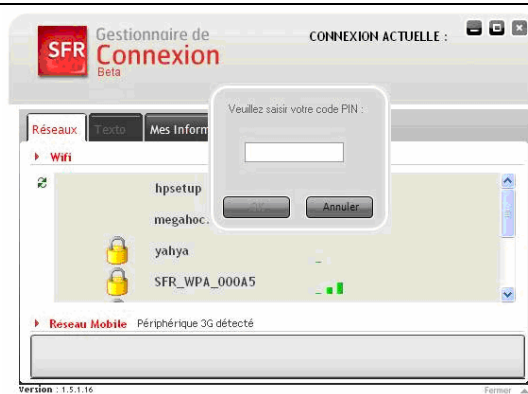 SFR
Gestionnaire de
Connexion
Beta
CONNEXION ACTUELLE :
Réseaux Texto Mes Inform
Veuillez saisir votre code PIN :
OK Annuler
Wifi
hpsetup
megahoc.
yahya
SFR_WPA_000A5
Réseau Mobile Périphérique 3G détecté
Version : 1.5.1.16
Fermer